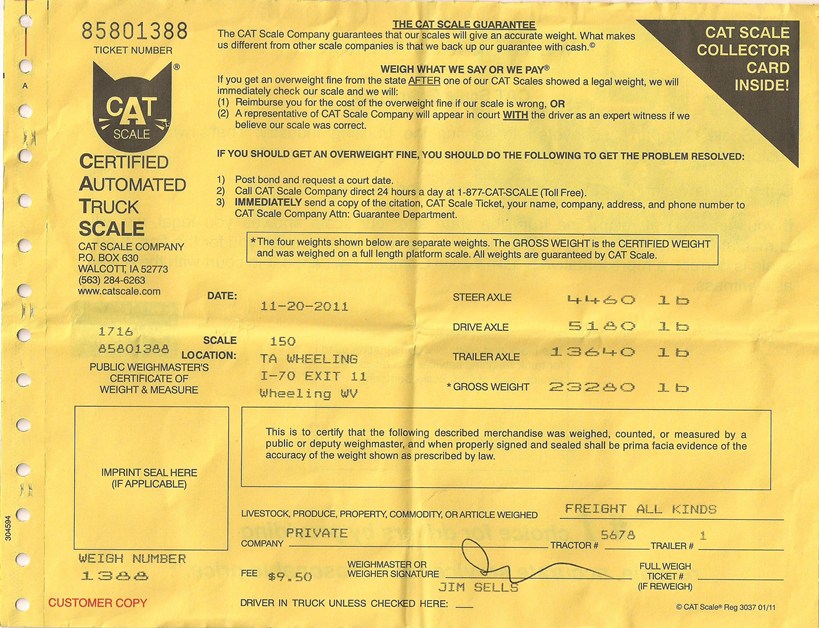 85801388
TICKET NUMBER
THE CAT SCALE GUARANTEE
The CAT Scale Company guarantees that our scales will give an accurate weight. What makes
us different from other scale companies is that we back up our guarantee with cash.©
WEIGH WHAT WE SAY OR WE PAY®
If you get an overweight fine from the state AFTER one of our CAT Scales showed a legal weight, we will
immediately check our scale and we will:
(1) Reimburse you for the cost of the overweight fine if our scale is wrong, OR
(2) A representative of CAT Scale Company will appear in court WITH the driver as an expert witness if we
believe our scale was correct.
IF YOU SHOULD GET AN OVERWEIGHT FINE, YOU SHOULD DO THE FOLLOWING TO GET THE PROBLEM RESOLVED:
1) Post bond and request a court date.
2) Call CAT Scale Company direct 24 hours a day at 1-877-CAT-SCALE (Toll Free).
3) IMMEDIATELY send a copy of the citation, CAT Scale Ticket, your name, company, address, and phone number to
CAT Scale Company Attn: Guarantee Department.
CAT SCALE
COLLECTOR
CARD
INSIDE!
A
®
CAT
SCALE
CERTIFIED
AUTOMATED
TRUCK
SCALE
CAT SCALE COMPANY
P.O. BOX 630
WALCOTT, IA 52773
(563) 284-6263
www.catscale.com
*The four weights shown below are separate weights. The GROSS WEIGHT is the CERTIFIED WEIGHT
and was weighed on a full length platform scale. All weights are guaranteed by CAT Scale.
DATE: 11-20-2011
STEER AXLE 4460 lb
DRIVE AXLE 5180 lb
TRAILER AXLE 13640 lb
*GROSS WEIGHT 23280 lb
1716
85801388
PUBLIC WEIGHMASTER'S
CERTIFICATE OF
WEIGHT & MEASURE
SCALE
LOCATION:
150
TA WHEELING
I-70 EXIT 11
Wheeling WV
IMPRINT SEAL HERE
(IF APPLICABLE)
This is to certify that the following described merchandise was weighed, counted, or measured by a
public or deputy weighmaster, and when properly signed and sealed shall be prima facia evidence of the
accuracy of the weight shown as prescribed by law.
LIVESTOCK, PRODUCE, PROPERTY, COMMODITY, OR ARTICLE WEIGHED FREIGHT ALL KINDS
COMPANY PRIVATE TRACTOR # 5678 TRAILER # 1
304594
WEIGH NUMBER
1388
FEE $9.50
WEIGHMASTER OR
WEIGHER SIGNATURE
JIM SELLS
FULL WEIGH
TICKET #
(IF REWEIGH)
CUSTOMER COPY
DRIVER IN TRUCK UNLESS CHECKED HERE:
© CAT Scale® Reg 3037 01/11